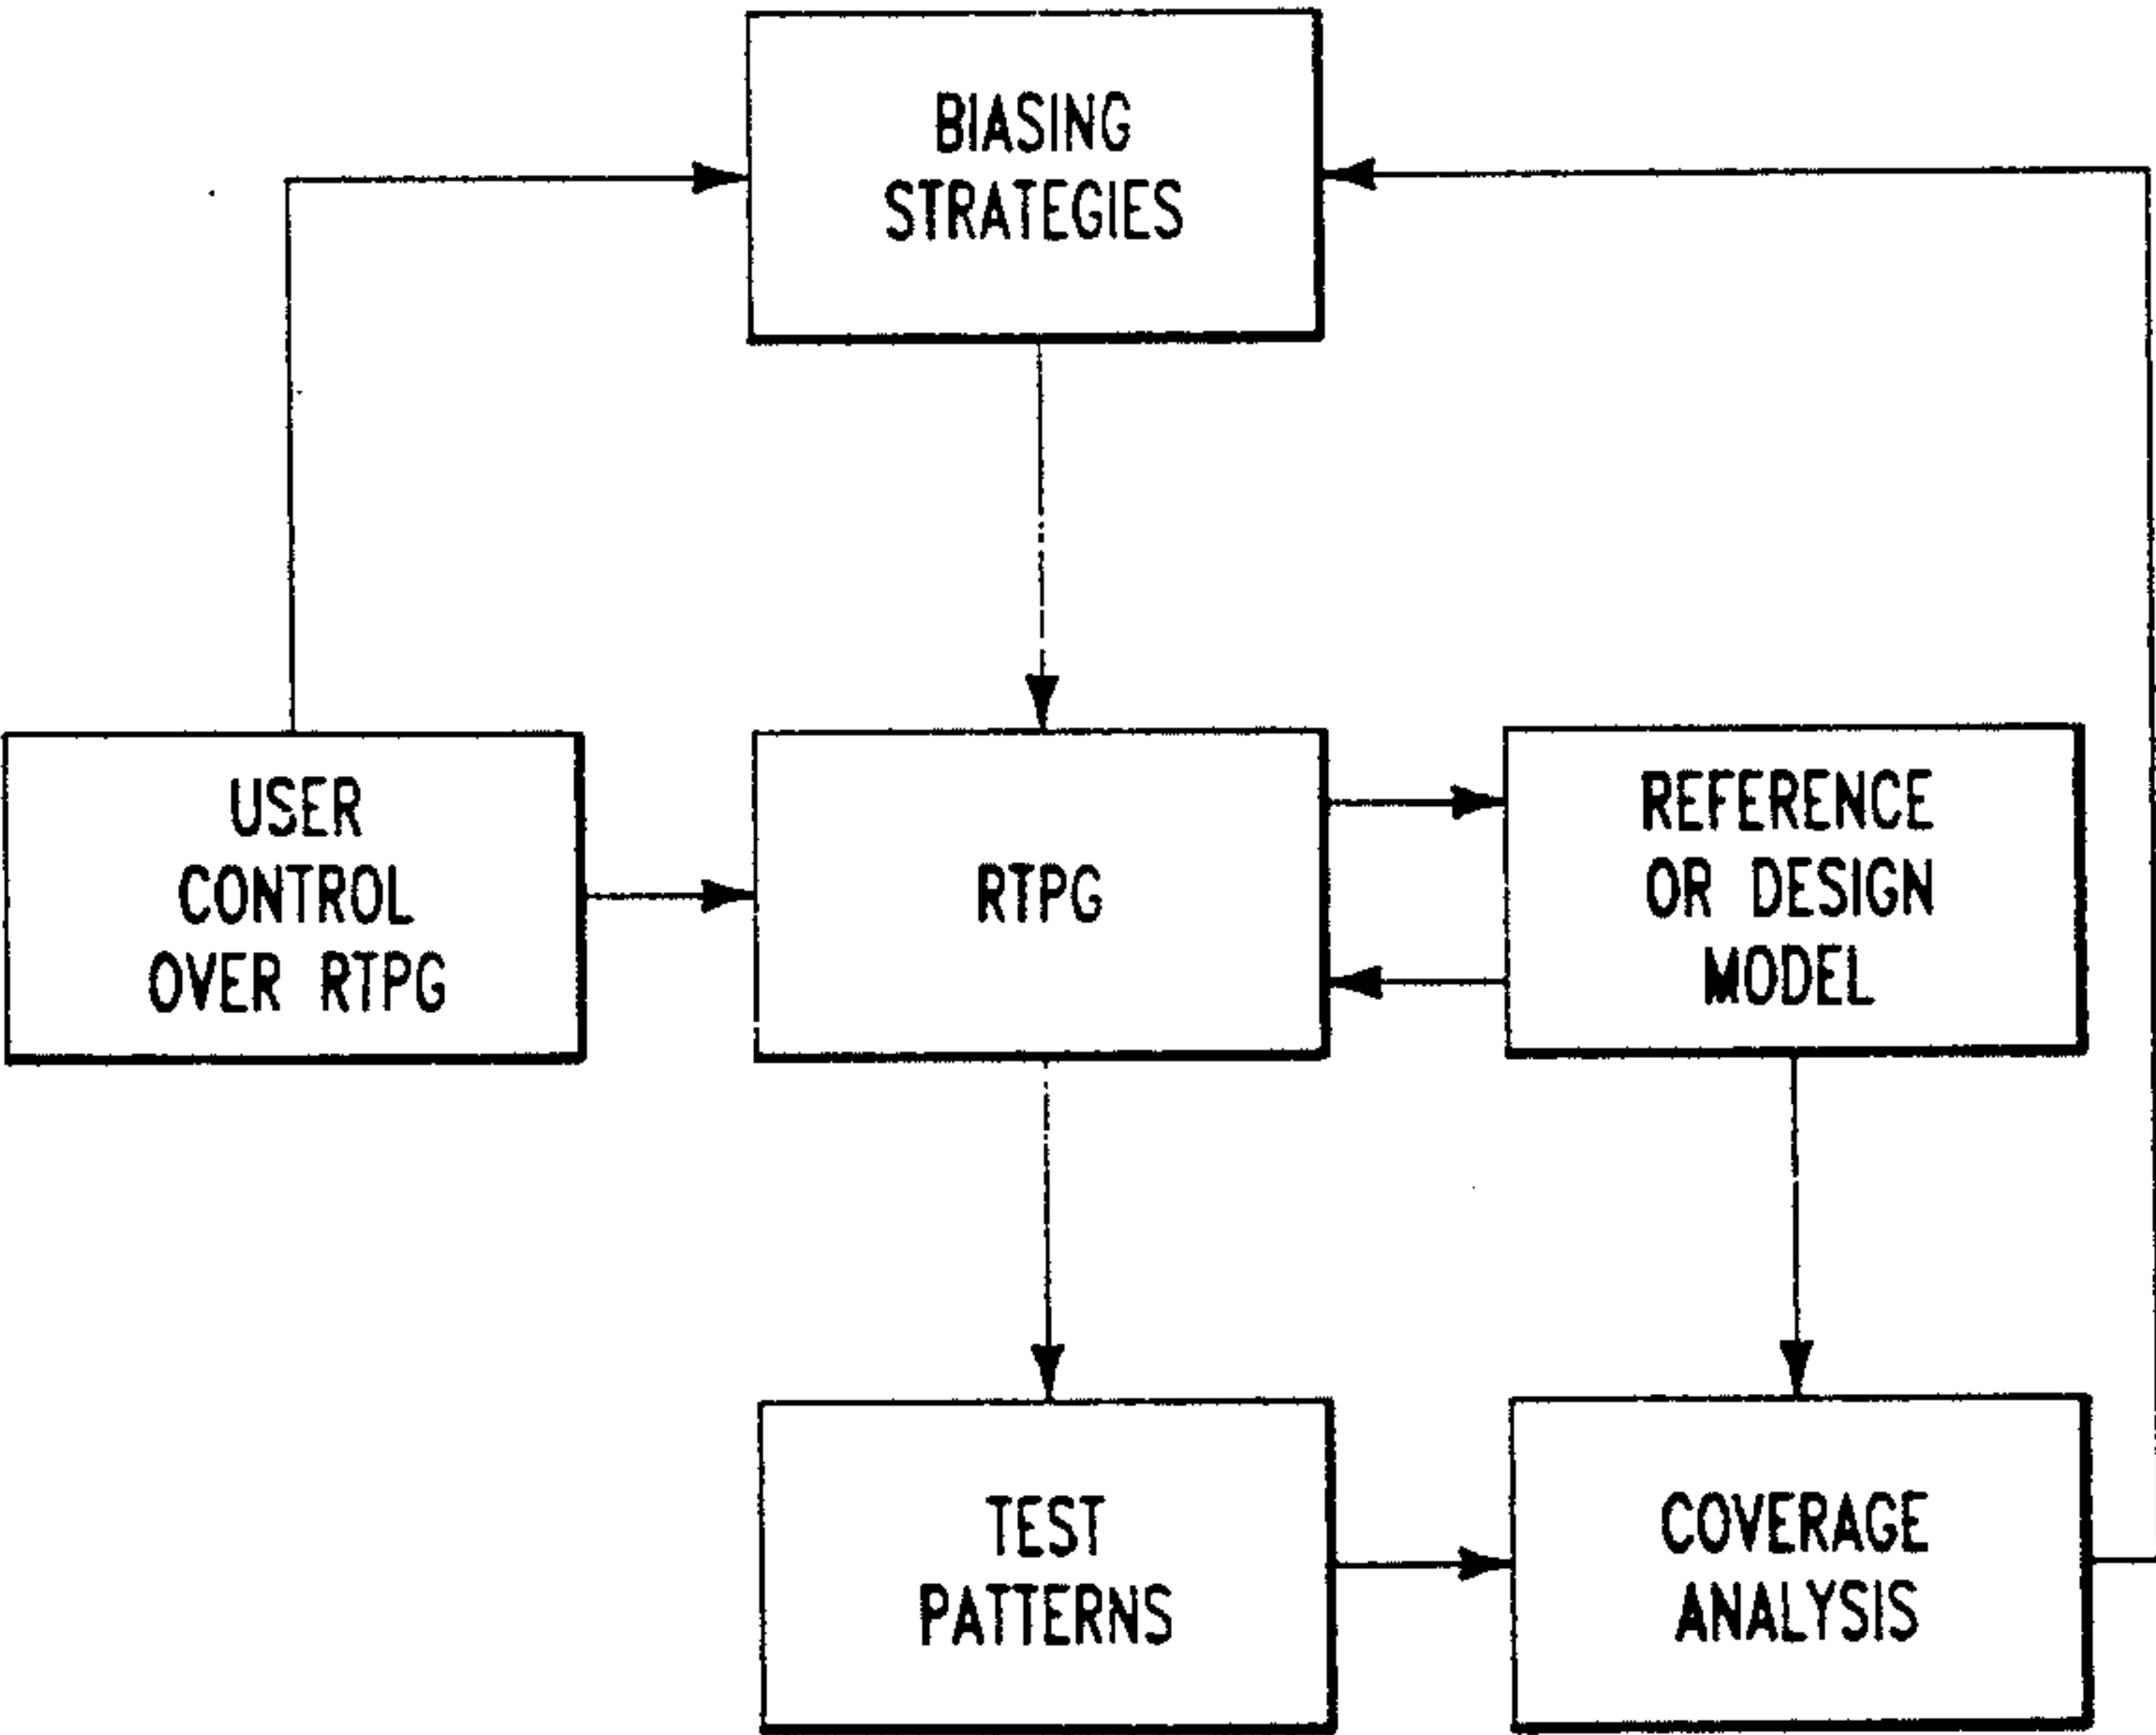 BIASING
STRATEGIES
USER
CONTROL
OVER RTPG
RTPG
REFERENCE
OR DESIGN
MODEL
TEST
PATTERNS
COVERAGE
ANALYSIS